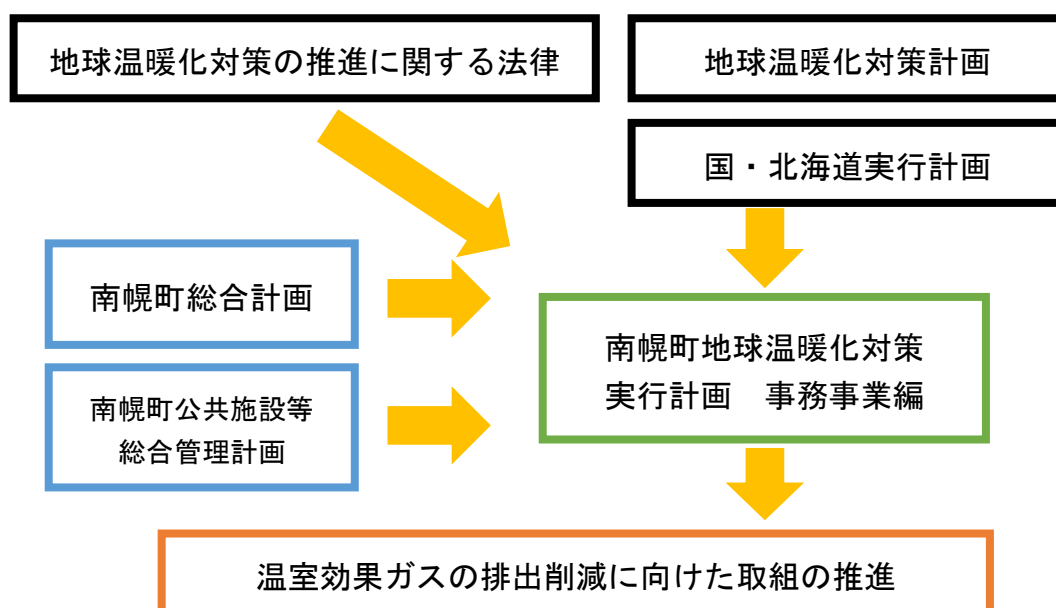 地球温暖化対策の推進に関する法律
地球温暖化対策計画
国・北海道実行計画
南幌町総合計画
南幌町公共施設等
総合管理計画
南幌町地球温暖化対策
実行計画　事務事業編
温室効果ガスの排出削減に向けた取組の推進